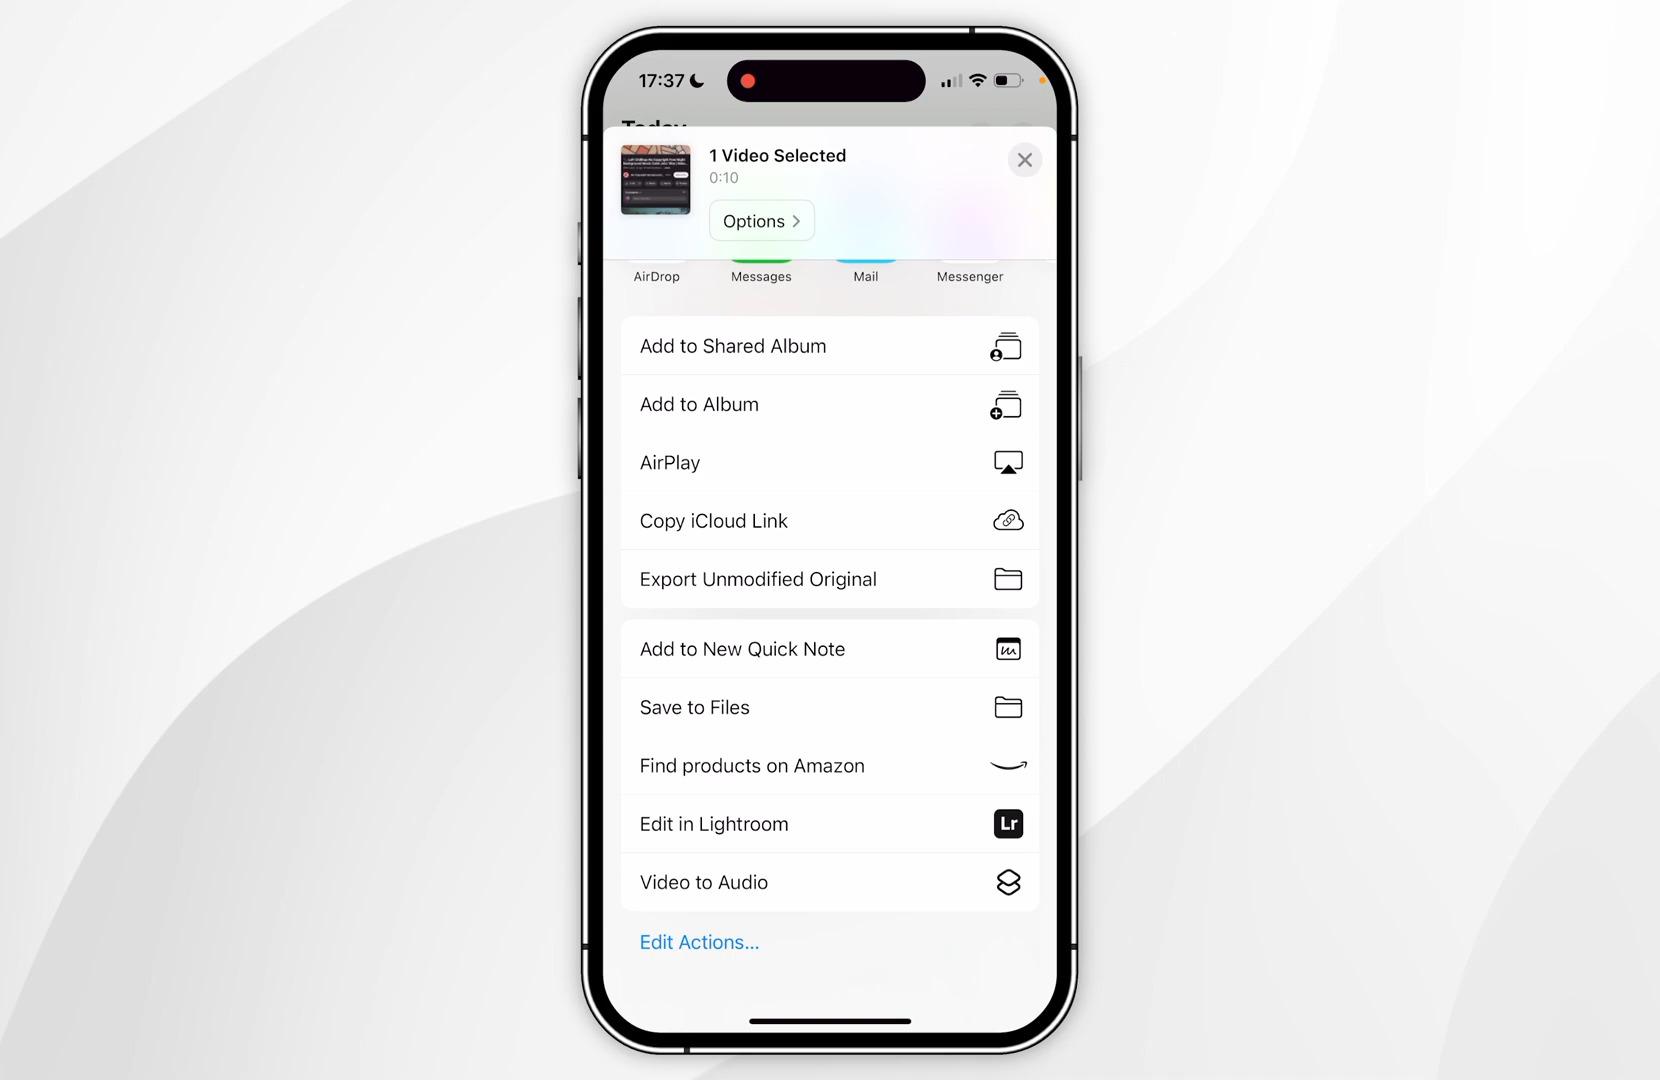 17:37
Today
1 Video Selected
0:10
Options
AirDrop
Messages
Mail
Messenger
Add to Shared Album
Add to Album
AirPlay
Copy iCloud Link
Export Unmodified Original
Add to New Quick Note
Save to Files
Find products on Amazon
Edit in Lightroom
Lr
Video to Audio
Edit Actions...